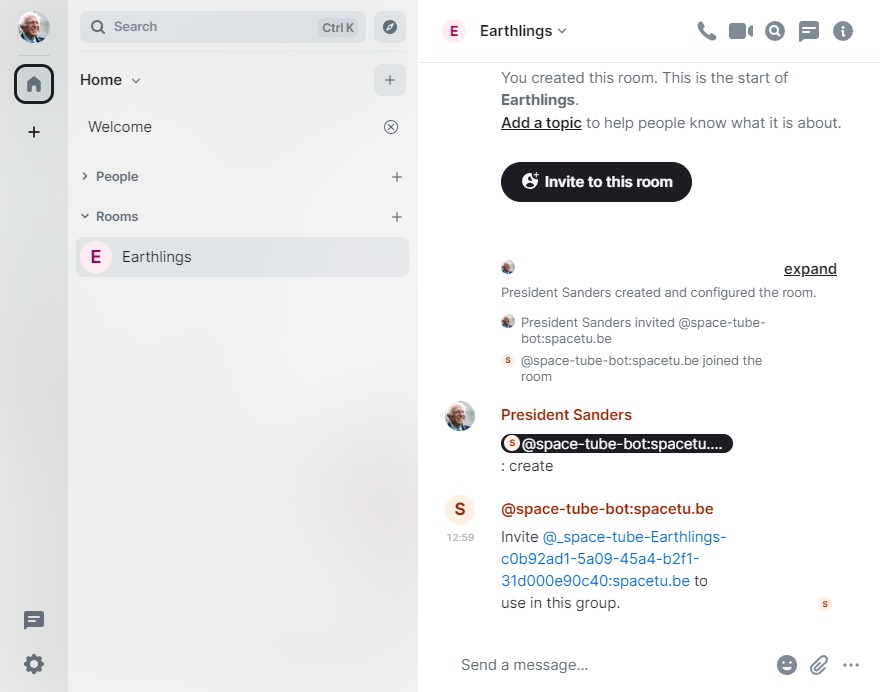 Search
Ctrl K
Home
Welcome
People
Rooms
E
Earthlings
E
Earthlings
You created this room. This is the start of
Earthlings.
Add a topic to help people know what it is about.
Invite to this room
expand
President Sanders created and configured the room.
President Sanders invited @space-tube-
bot:spacetu.be
S
@space-tube-bot:spacetu.be joined the
room
President Sanders
S
@space-tube-bot:spacetu....
: create
S
@space-tube-bot:spacetu.be
12:59
Invite @_space-tube-Earthlings-
c0b92ad1-5a09-45a4-b2f1-
31d000e90c40:spacetu.be to
use in this group.
S
Send a message...